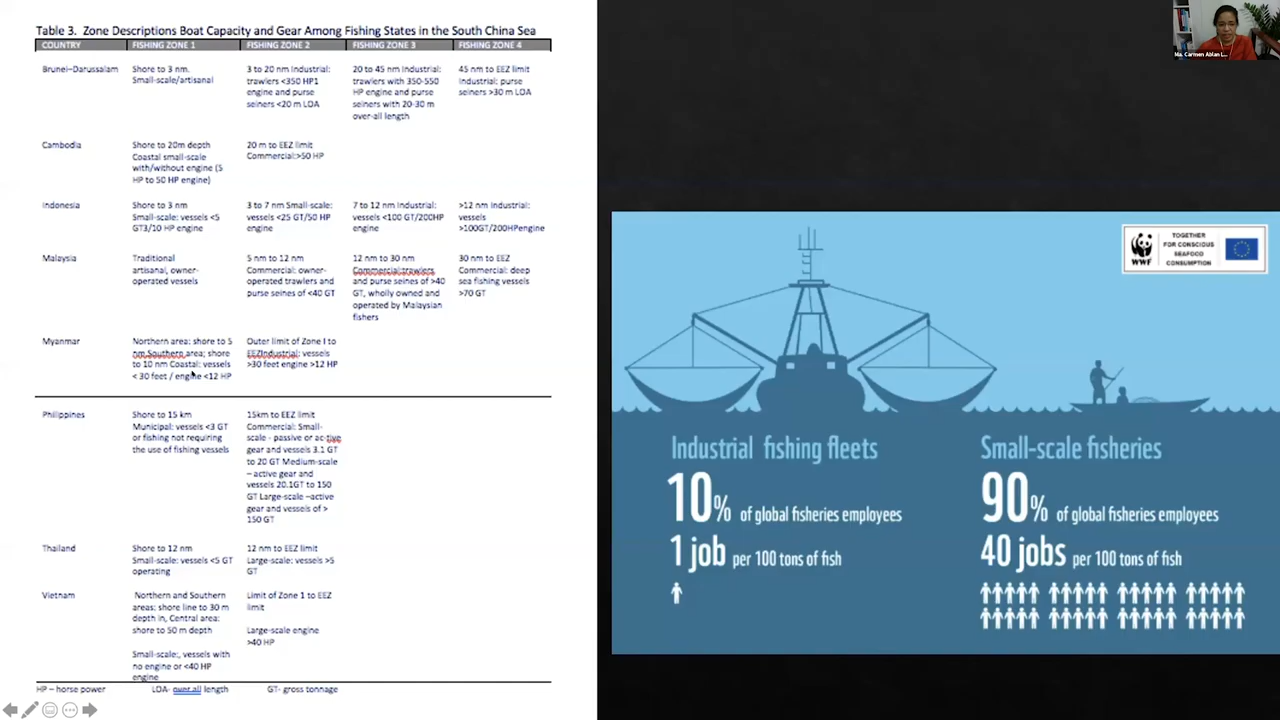 Table 3. Zone Descriptions Boat Capacity and Gear Among Fishing States in the South China Sea
COUNTRY FISHING ZONE 1 FISHING ZONE 2 FISHING ZONE 3 FISHING ZONE 4
Brunei–Darussalam
Shore to 3 nm.
Small-scale/artisanal
3 to 20 nm Industrial:
trawlers <350 HP1
engine and purse
seiners <20 m LOA
20 to 45 nm Industrial:
trawlers with 350-550
HP engine and purse
seiners with 20-30 m
over-all length
45 nm to EEZ limit
Industrial: purse
seiners >30 m LOA
Cambodia
Shore to 20m depth
Coastal small-scale
with/without engine (5
HP to 50 HP engine)
20 m to EEZ limit
Commercial:>50 HP
Indonesia
Shore to 3 nm
Small-scale: vessels <5
GT3/10 HP engine
3 to 7 nm Small-scale:
vessels <25 GT/50 HP
engine
7 to 12 nm Industrial:
vessels <100 GT/200HP
engine
>12 nm Industrial:
vessels
>100GT/200HPengine
Malaysia
Traditional
artisanal, owner-
operated vessels
5 nm to 12 nm
Commercial: owner-
operated trawlers and
purse seines of <40 GT
12 nm to 30 nm
Commercial:trawlers
and purse seines of >40
GT, wholly owned and
operated by Malaysian
fishers
30 nm to EEZ
Commercial: deep
sea fishing vessels
>70 GT
Myanmar
Northern area: shore to 5
nm Southern area; shore
to 10 nm Coastal: vessels
< 30 feet / engine <12 HP
Outer limit of Zone I to
EEZIndustrial: vessels
>30 feet engine >12 HP
Philippines
Shore to 15 km
Municipal: vessels <3 GT
or fishing not requiring
the use of fishing vessels
15km to EEZ limit
Commercial: Small-
scale - passive or ac-tive
gear and vessels 3.1 GT
to 20 GT Medium-scale
– active gear and
vessels 20.1GT to 150
GT Large-scale –active
gear and vessels of >
150 GT
Thailand
Shore to 12 nm
Small-scale: vessels <5 GT
operating
12 nm to EEZ limit
Large-scale: vessels >5
GT
Vietnam
Northern and Southern
areas: shore line to 30 m
depth in, Central area:
shore to 50 m depth
Small-scale:, vessels with
no engine or <40 HP
engine
Limit of Zone 1 to EEZ
limit
Large-scale engine
>40 HP
HP – horse power LOA- over all length GT- gross tonnage
Ma. Carmen Ablan L...
WWF
TOGETHER
FOR CONSCIOUS
SEAFOOD
CONSUMPTION
Industrial fishing fleets
10% of global fisheries employees
1 job per 100 tons of fish
Small-scale fisheries
90% of global fisheries employees
40 jobs per 100 tons of fish